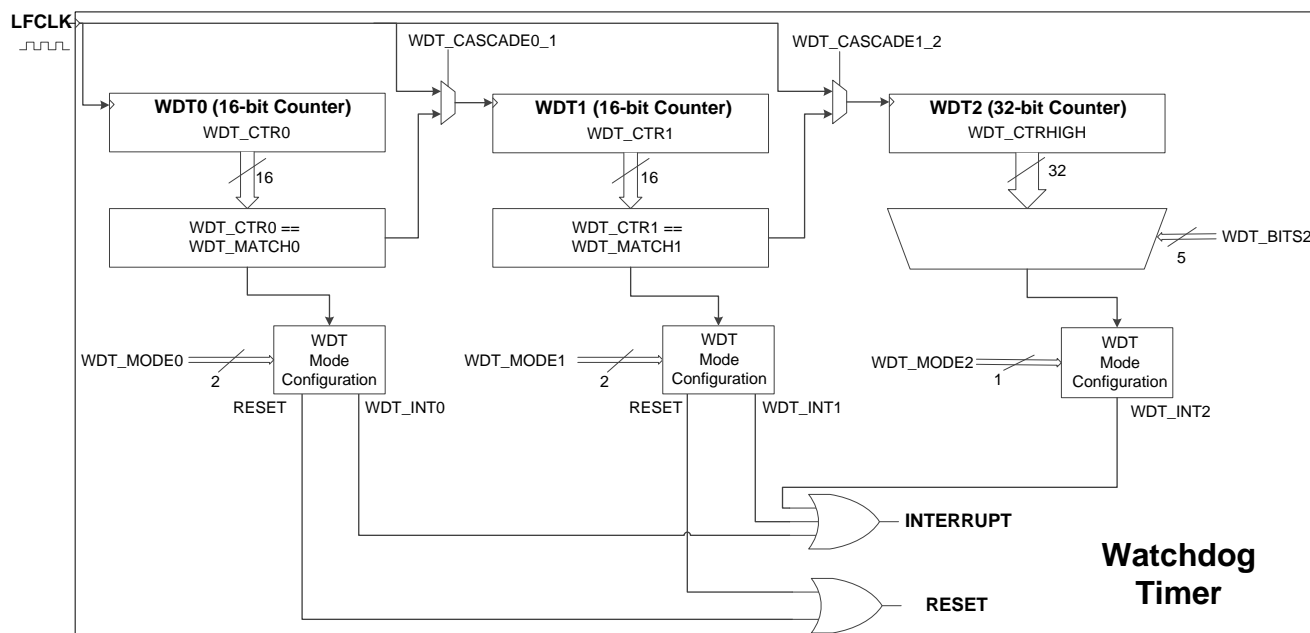 LFCLK
WDT_CASCADE0_1
WDT_CASCADE1_2
WDT0 (16-bit Counter)
WDT_CTR0
WDT1 (16-bit Counter)
WDT_CTR1
WDT2 (32-bit Counter)
WDT_CTRHIGH
16
16
32
WDT_CTR0 ==
WDT_MATCH0
WDT_CTR1 ==
WDT_MATCH1
WDT_BITS2
5
WDT_MODE0
2
WDT
Mode
Configuration
WDT_MODE1
2
WDT
Mode
Configuration
WDT_MODE2
1
WDT
Mode
Configuration
RESET
WDT_INT0
RESET
WDT_INT1
WDT_INT2
INTERRUPT
RESET
Watchdog
Timer